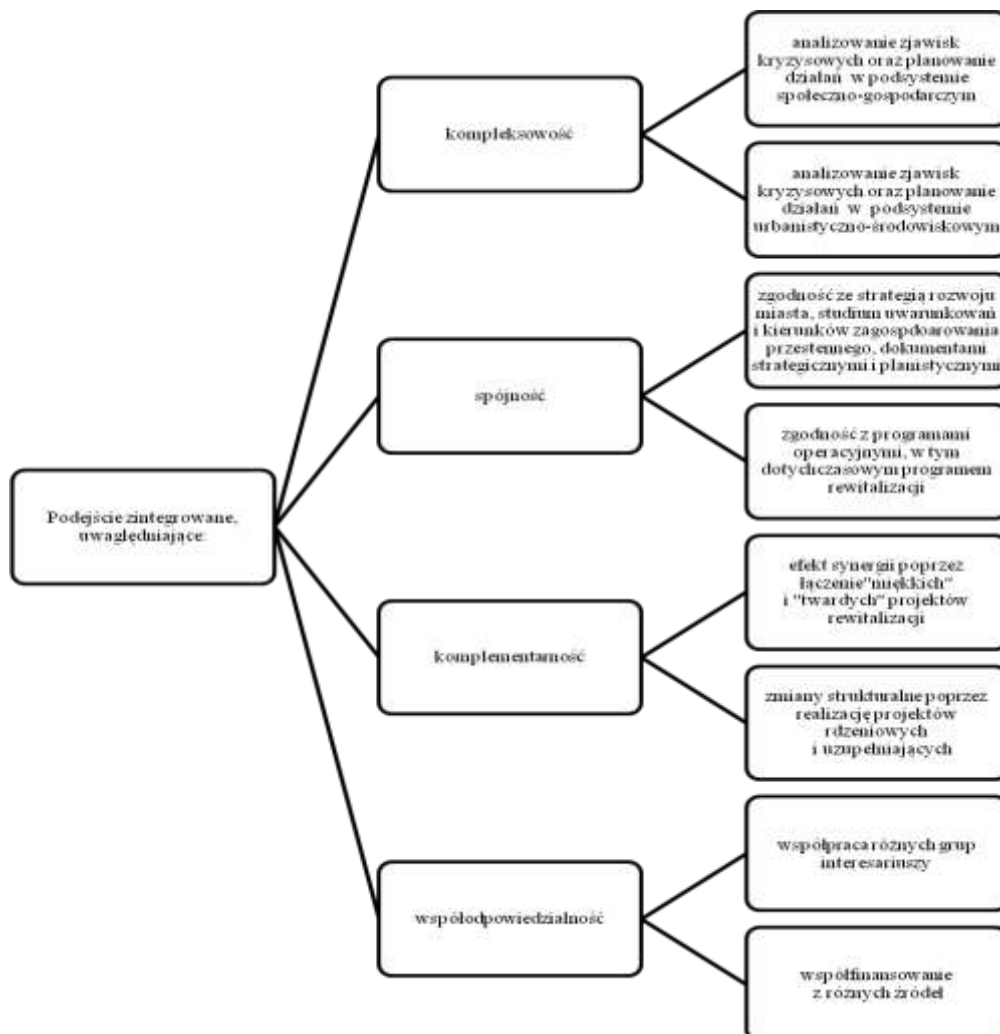 Podejście zintegrowane,
uwaględniające:
kompleksowość
analizowanie zjawisk
kryzysowych oraz planowanie
działań w podsystemie
społeczno-gospodarczym
analizowanie zjawisk
kryzysowych oraz planowanie
działań w podsystemie
urbanistyczno-środowiskowym
spójność
zgodność ze strategią rozwoju
miasta, studium uwarunkowań
i kierunków zagospdoarowania
przestennego, dokumentami
strategicznymi i planistycznymi
zgodność z programami
operacyjnymi, w tym
dotychczasowym programem
rewitalizacji
komplementarność
efekt synergii poprzez
łączenie"miękkich"
i "twardych" projektów
rewitalizacji
zmiany strukturalne poprzez
realizację projektów
rdzeniowych
i uzupełniających
współodpowiedzialność
współpraca różnych grup
interesariuszy
współfinansowanie
z różnych źródeł